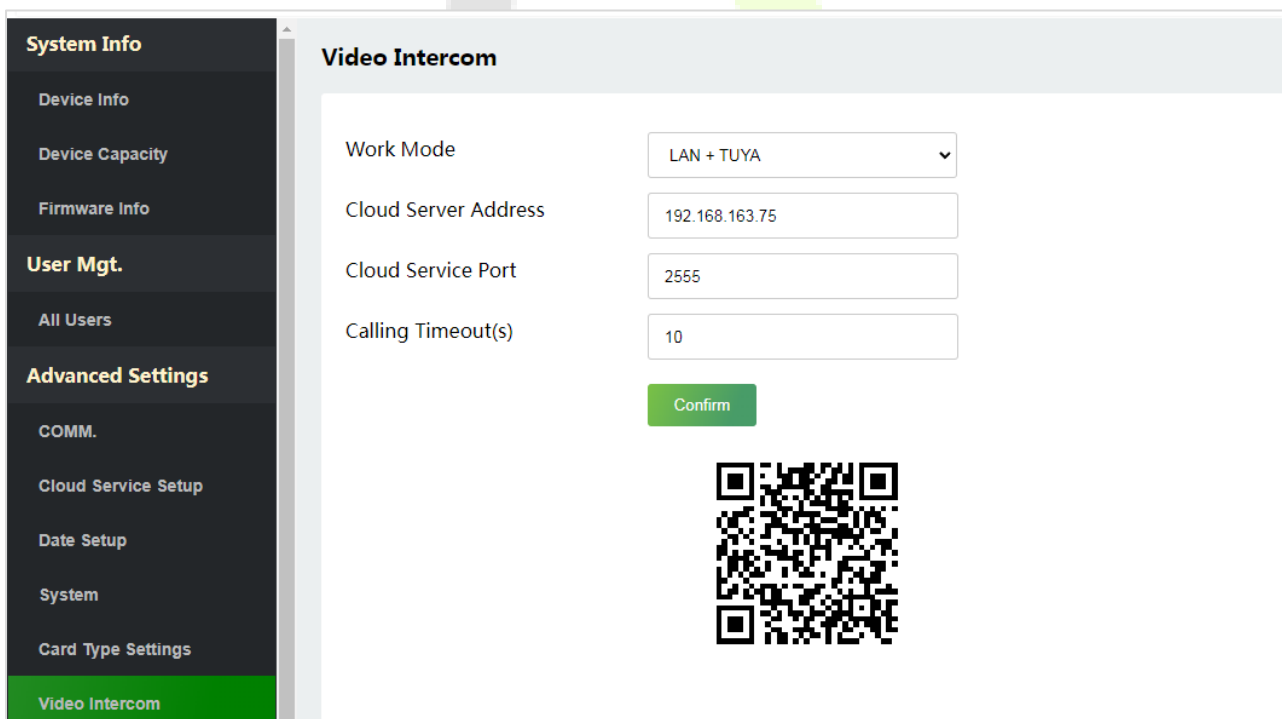 System Info
Device Info
Device Capacity
Firmware Info
User Mgt.
All Users
Advanced Settings
COMM.
Cloud Service Setup
Date Setup
System
Card Type Settings
Video Intercom
Video Intercom
Work Mode
LAN + TUYA
Cloud Server Address
192.168.163.75
Cloud Service Port
2555
Calling Timeout(s)
10
Confirm